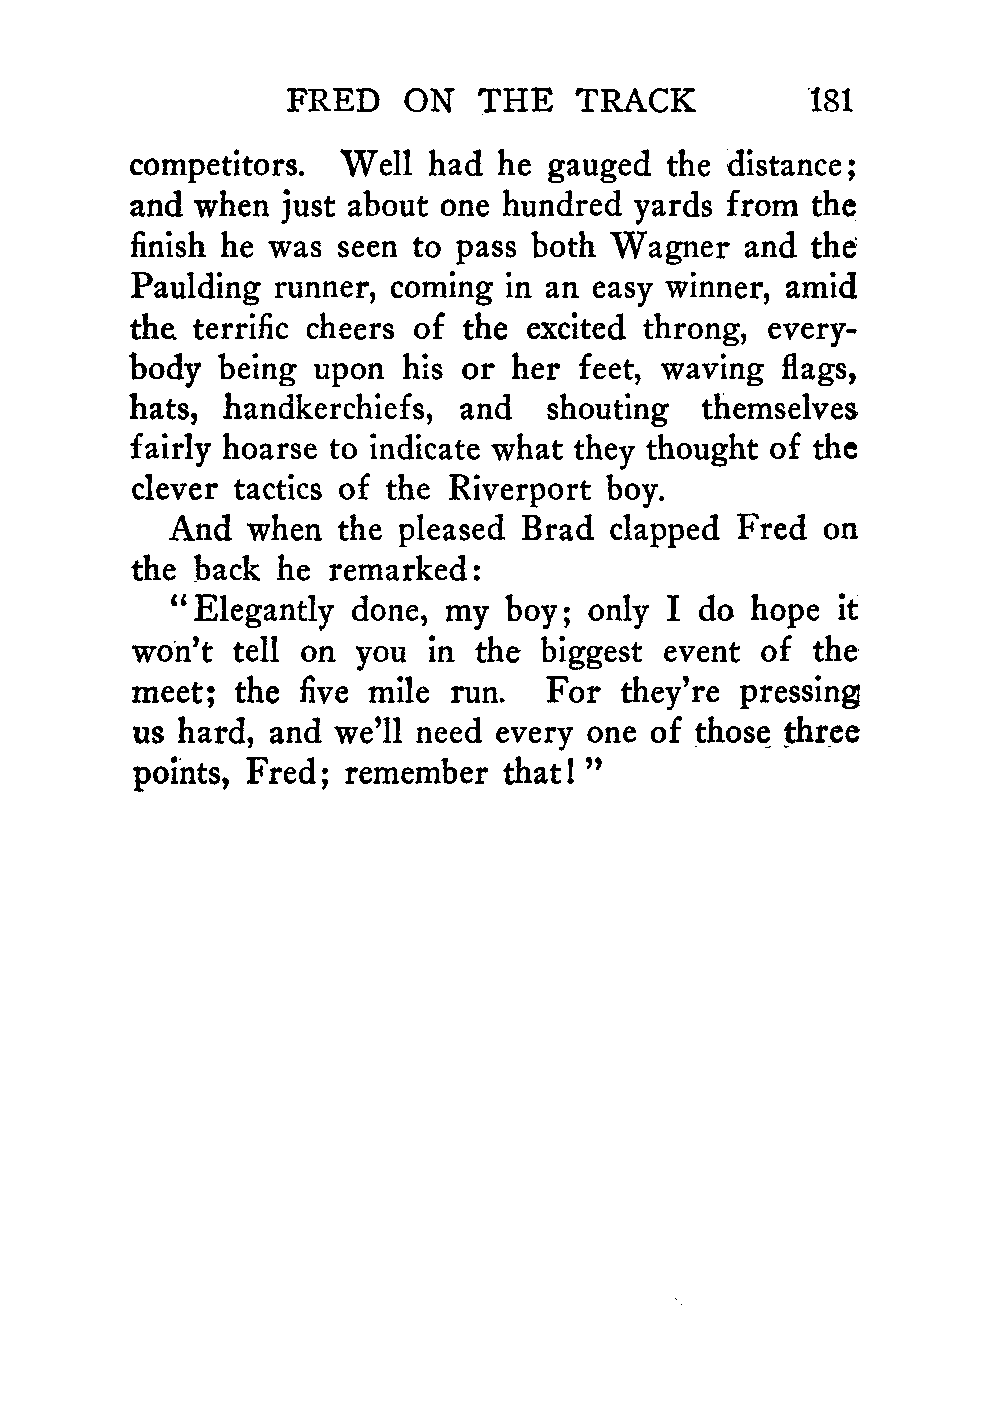 FRED ON THE TRACK 181
competitors. Well had he gauged the distance;
and when just about one hundred yards from the
finish he was seen to pass both Wagner and the
Paulding runner, coming in an easy winner, amid
the terrific cheers of the excited throng, every-
body being upon his or her feet, waving flags,
hats, handkerchiefs, and shouting themselves
fairly hoarse to indicate what they thought of the
clever tactics of the Riverport boy.
And when the pleased Brad clapped Fred on
the back he remarked:
"Elegantly done, my boy; only I do hope it
won't tell on you in the biggest event of the
meet; the five mile run. For they're pressing
us hard, and we'll need every one of those three
points, Fred; remember that!"